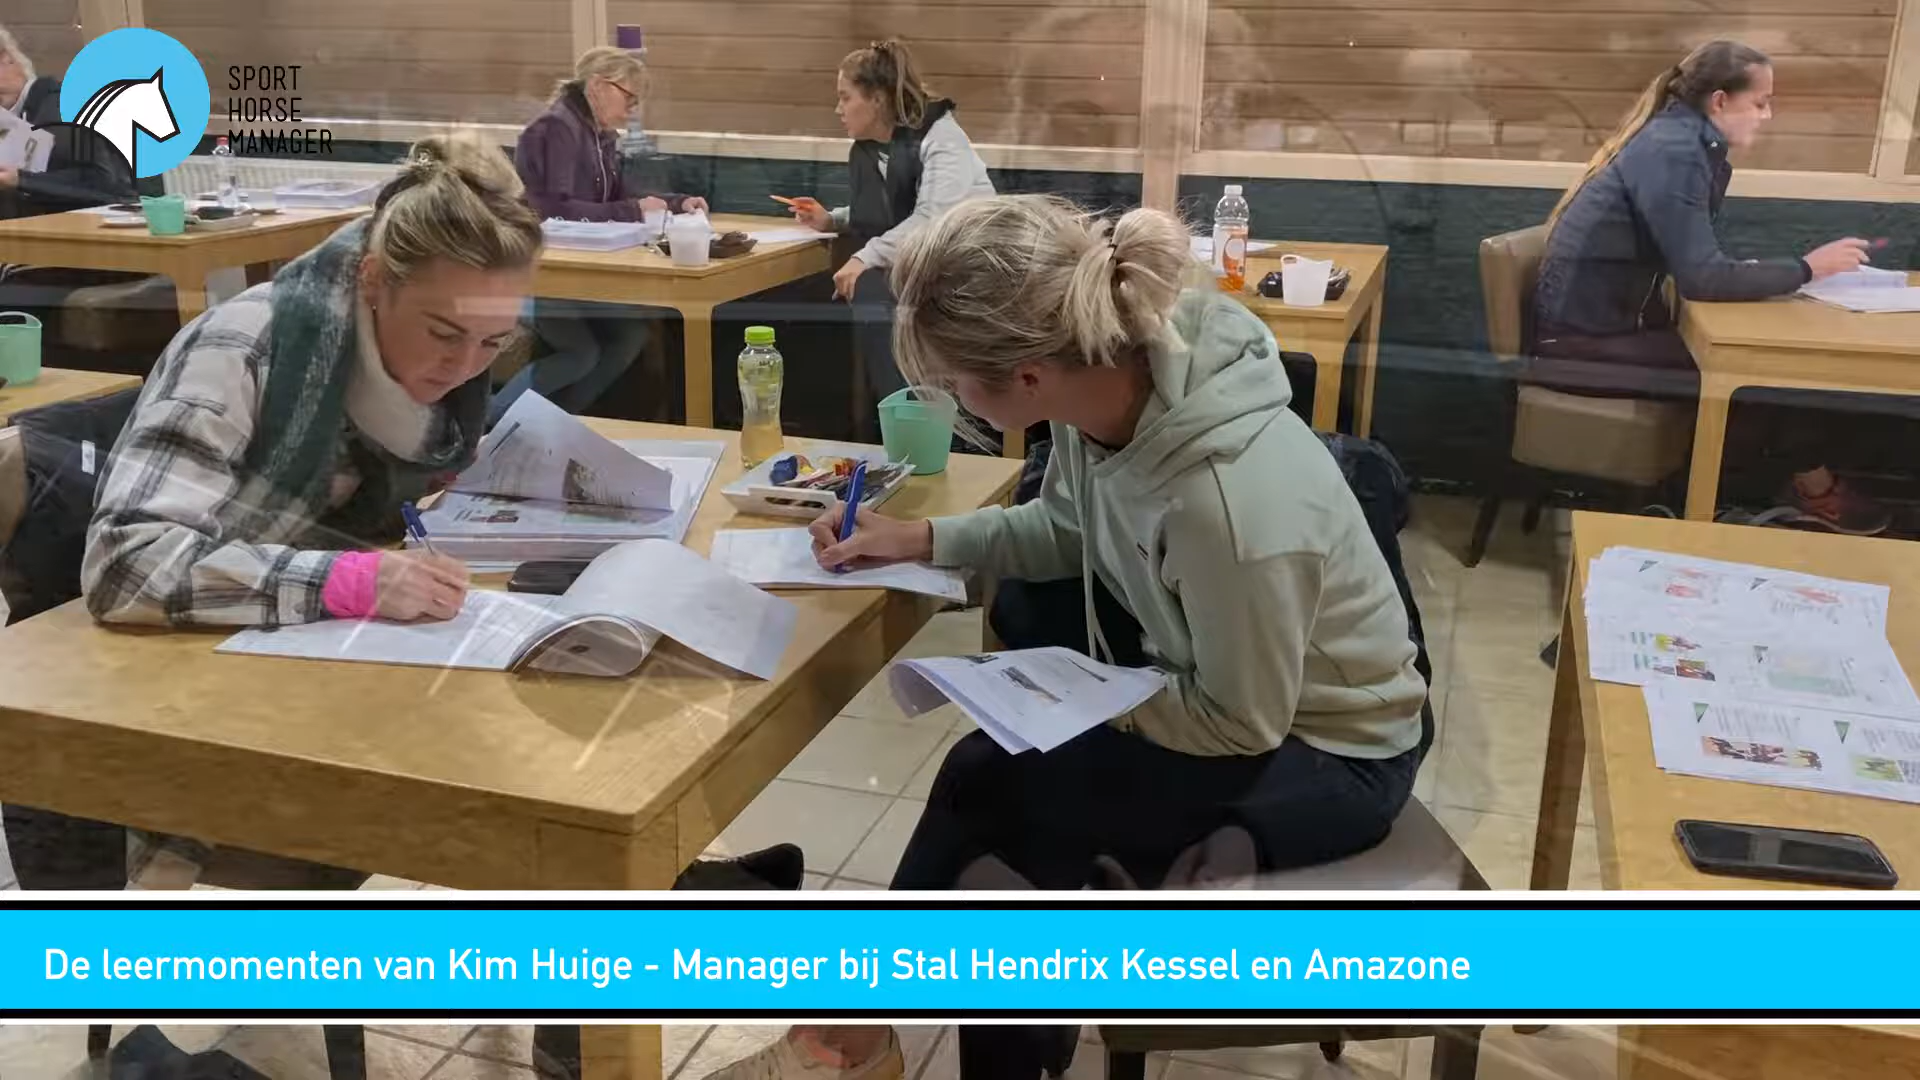 SPORT
HORSE
MANAGER
De leermomenten van Kim Huige - Manager bij Stal Hendrix Kessel en Amazone